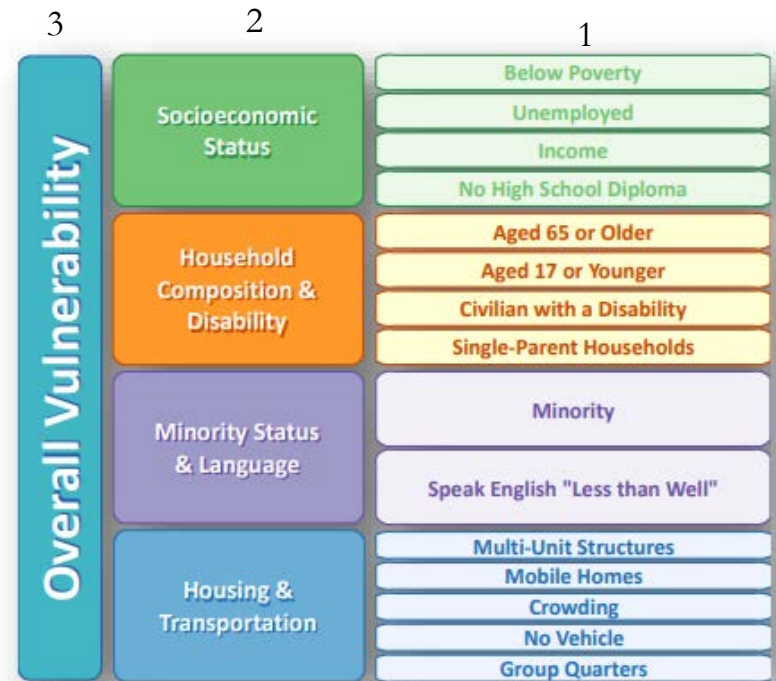 3
2
1
Overall Vulnerability
Socioeconomic
Status
Below Poverty
Unemployed
Income
No High School Diploma
Household
Composition &
Disability
Aged 65 or Older
Aged 17 or Younger
Civilian with a Disability
Single-Parent Households
Minority Status
& Language
Minority
Speak English "Less than Well"
Housing &
Transportation
Multi-Unit Structures
Mobile Homes
Crowding
No Vehicle
Group Quarters